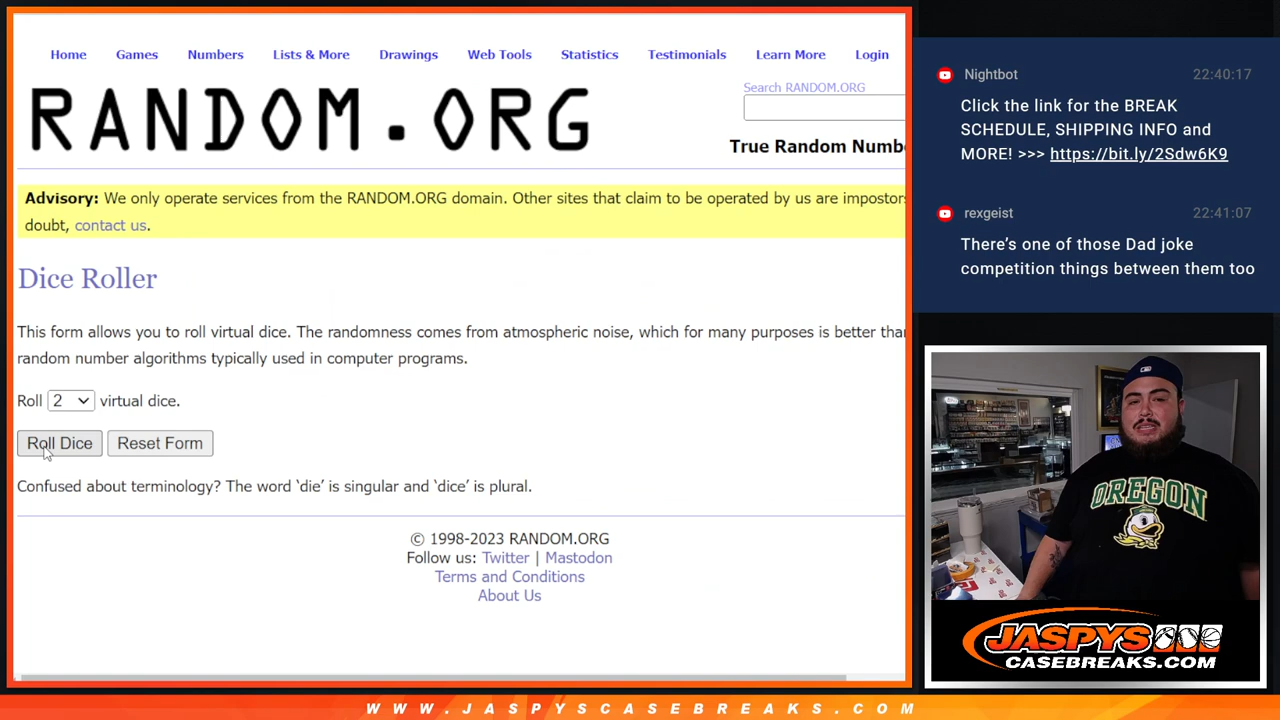 Home Games Numbers Lists & More Drawings Web Tools Statistics Testimonials Learn More Login
RANDOM.ORG
Search RANDOM.ORG
True Random Numbe
Advisory: We only operate services from the RANDOM.ORG domain. Other sites that claim to be operated by us are impostors
doubt, contact us.
Dice Roller
This form allows you to roll virtual dice. The randomness comes from atmospheric noise, which for many purposes is better than
random number algorithms typically used in computer programs.
Roll 2 virtual dice.
Roll Dice Reset Form
Confused about terminology? The word ‘die’ is singular and ‘dice’ is plural.
© 1998-2023 RANDOM.ORG
Follow us: Twitter | Mastodon
Terms and Conditions
About Us
Nightbot 22:40:17
Click the link for the BREAK
SCHEDULE, SHIPPING INFO and
MORE! >>> https://bit.ly/2Sdw6K9
rexgeist 22:41:07
There’s one of those Dad joke
competition things between them too
OREGON
JASPYS
CASEBREAKS.COM
WWW.JASPYSCASEBREAKS.COM